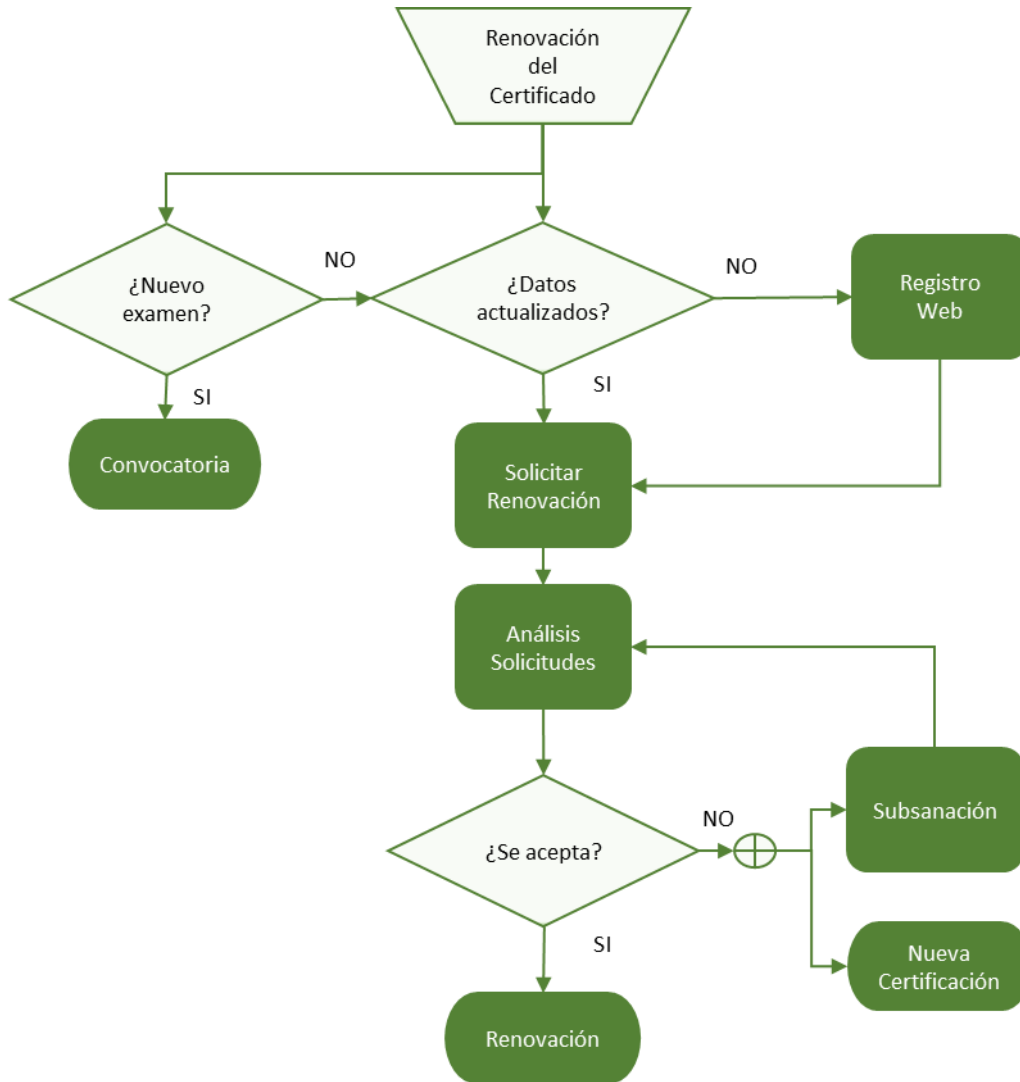 Renovación
del
Certificado
¿Nuevo
examen?
NO
¿Datos
actualizados?
NO
Registro
Web
SI
SI
Convocatoria
Solicitar
Renovación
Análisis
Solicitudes
¿Se acepta?
NO
Subsanación
SI
Nueva
Certificación
Renovación